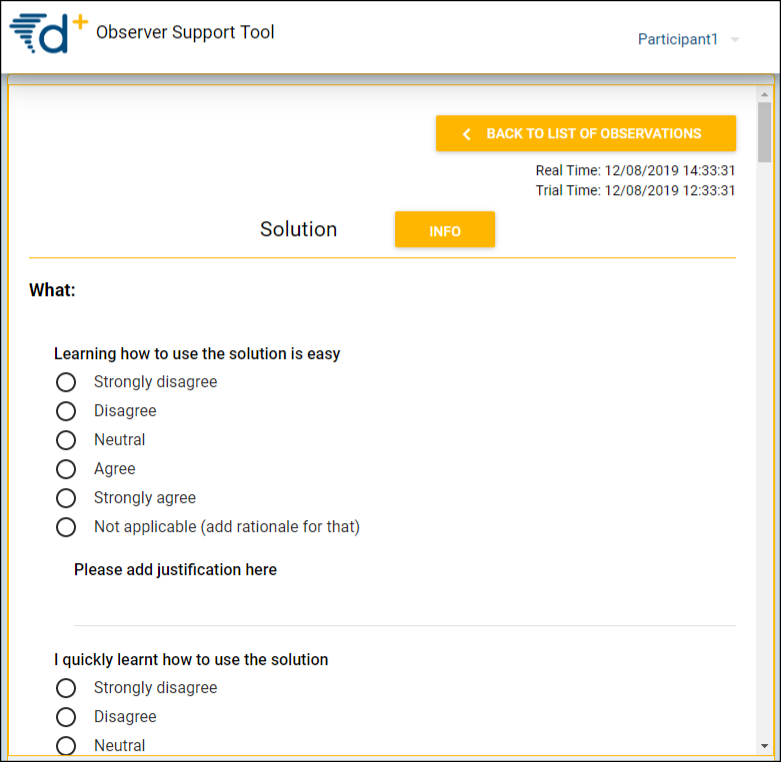 d+ Observer Support Tool
Participant1
BACK TO LIST OF OBSERVATIONS
Real Time: 12/08/2019 14:33:31
Trial Time: 12/08/2019 12:33:31
Solution
INFO
What:
Learning how to use the solution is easy
Strongly disagree
Disagree
Neutral
Agree
Strongly agree
Not applicable (add rationale for that)
Please add justification here
I quickly learnt how to use the solution
Strongly disagree
Disagree
Neutral